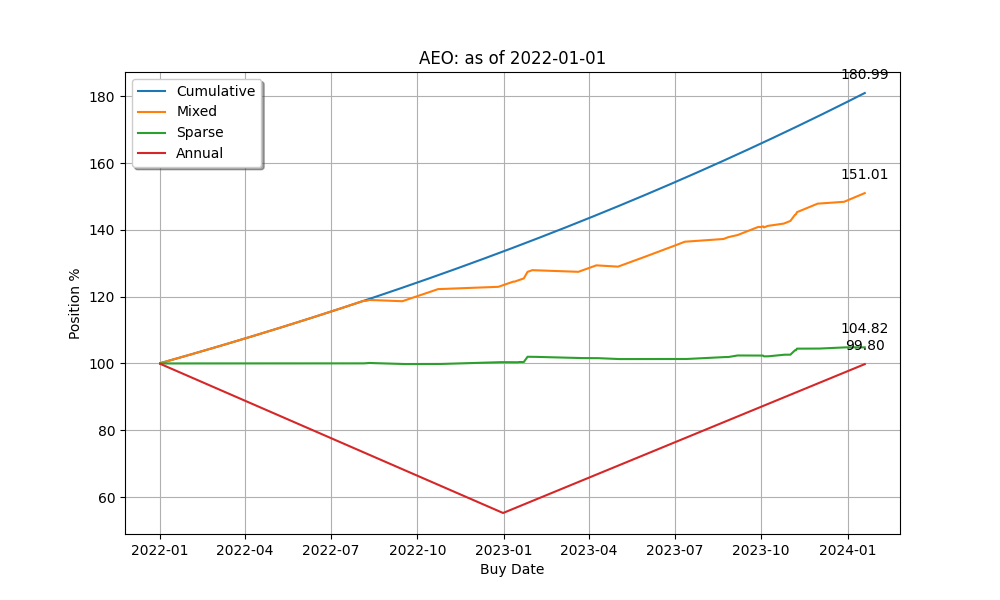 AEO: as of 2022-01-01
Cumulative
Mixed
Sparse
Annual
180.99
151.01
104.82
99.80
180
160
140
120
100
80
60
Position %
2022-01 2022-04 2022-07 2022-10 2023-01 2023-04 2023-07 2023-10 2024-01
Buy Date